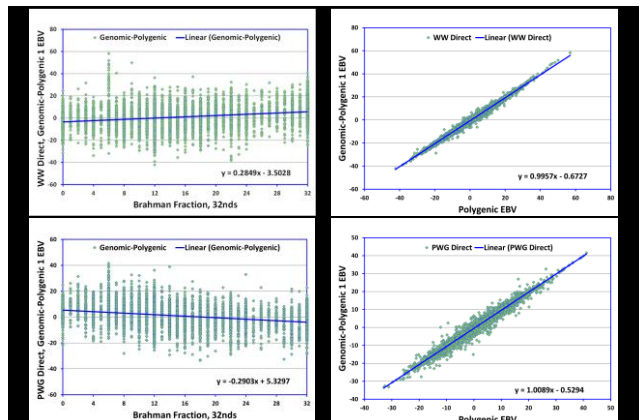 Genomic-Polygenic Linear (Genomic-Polygenic)
WW Direct, Genomic-Polygenic 1 EBV
80
60
40
20
0
-20
-40
-60
y = 0.2849x - 3.5028
0 4 8 12 16 20 24 28 32
Brahman Fraction, 32nds
WW Direct Linear (WW Direct)
Genomic-Polygenic 1 EBV
80
60
40
20
0
-20
-40
-60
y = 0.9957x - 0.6727
-60 -40 -20 0 20 40 60 80
Polygenic EBV
Genomic-Polygenic Linear (Genomic-Polygenic)
PWG Direct, Genomic-Polygenic 1 EBV
60
40
20
0
-20
-40
-60
y = -0.2903x + 5.3297
0 4 8 12 16 20 24 28 32
Brahman Fraction, 32nds
PWG Direct Linear (PWG Direct)
Genomic-Polygenic 1 EBV
50
40
30
20
10
0
-10
-20
-30
-40
y = 1.0089x - 0.5294
-40 -30 -20 -10 0 10 20 30 40 50
Polygenic EBV